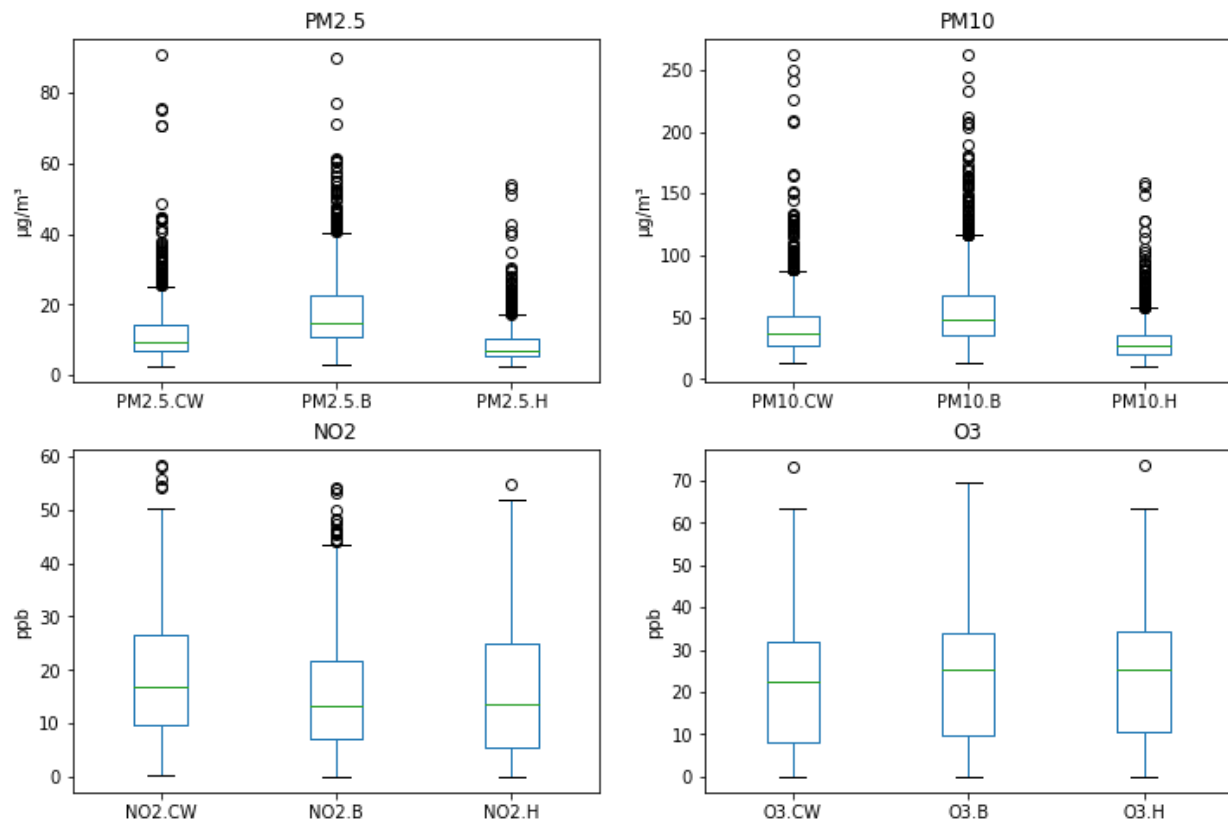 PM2.5
80
60
40
20
0
µg/m³
PM2.5.CW PM2.5.B PM2.5.H
PM10
250
200
150
100
50
0
µg/m³
PM10.CW PM10.B PM10.H
NO2
60
50
40
30
20
10
0
ppb
NO2.CW NO2.B NO2.H
O3
70
60
50
40
30
20
10
0
ppb
O3.CW O3.B O3.H